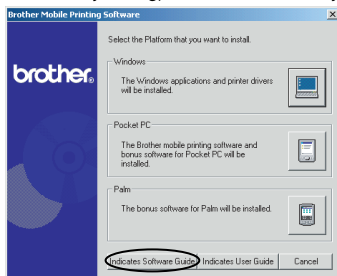 Brother Mobile Printing Software
Select the Platform that you want to install.
brother®
Windows
The Windows applications and printer drivers
will be installed.
Pocket PC
The Brother mobile printing software and
bonus software for Pocket PC will be
installed.
Palm
The bonus software for Palm will be installed.
Indicates Software Guide
Indicates User Guide
Cancel